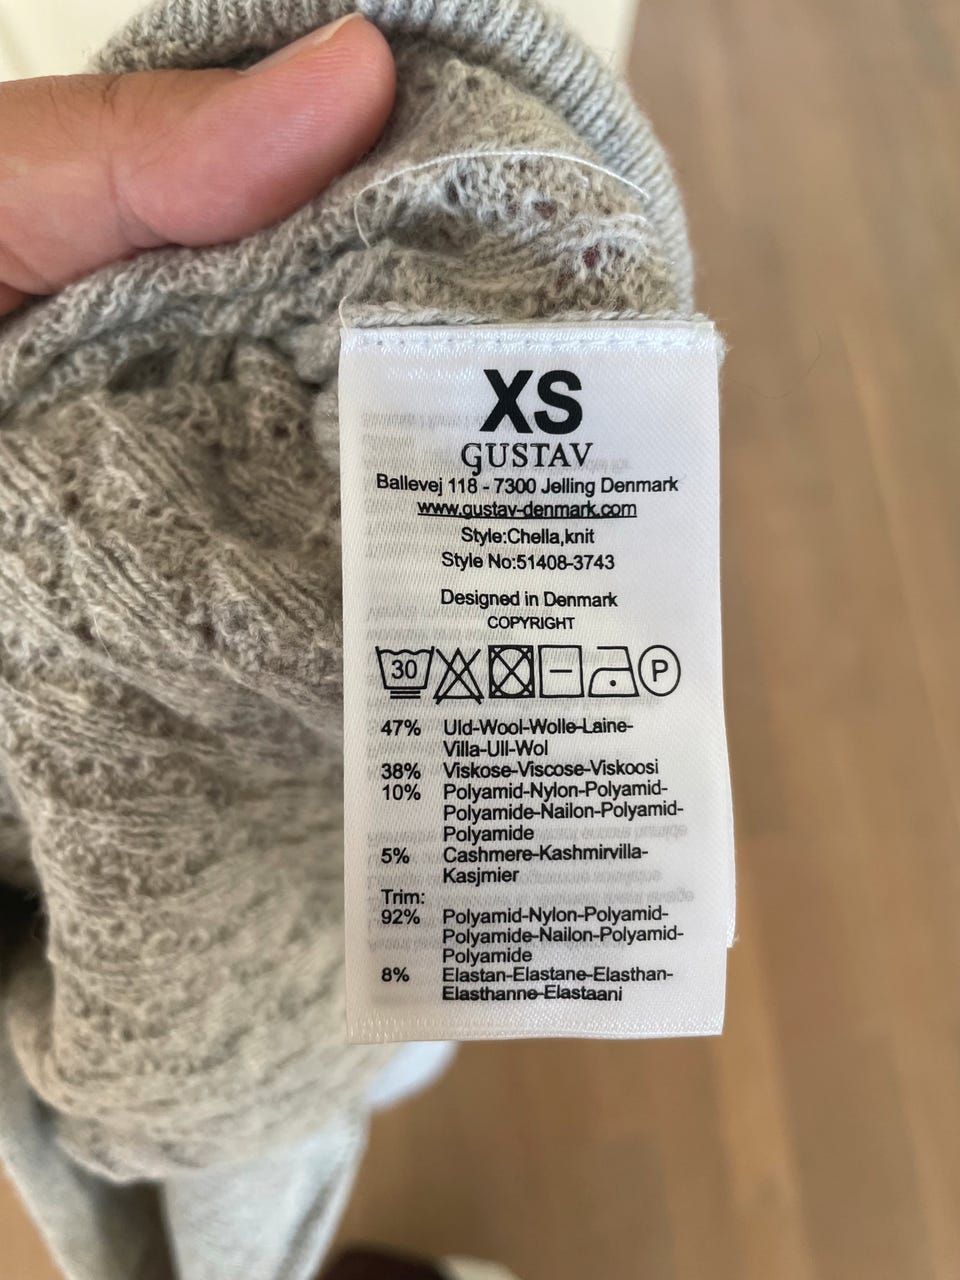 XS
GUSTAV
Ballevej 118 - 7300 Jelling Denmark
www.gustav-denmark.com
Style:Chella,knit
Style No:51408-3743
Designed in Denmark
COPYRIGHT
30 P
47% Uld-Wool-Wolle-Laine-
Villa-Ull-Wol
38% Viskose-Viscose-Viskoosi
10% Polyamid-Nylon-Polyamid-
Polyamide-Nailon-Polyamid-
Polyamide
5% Cashmere-Kashmirvilla-
Kasjmier
Trim:
92% Polyamid-Nylon-Polyamid-
Polyamide-Nailon-Polyamid-
Polyamide
8% Elastan-Elastane-Elasthan-
Elasthanne-Elastaani